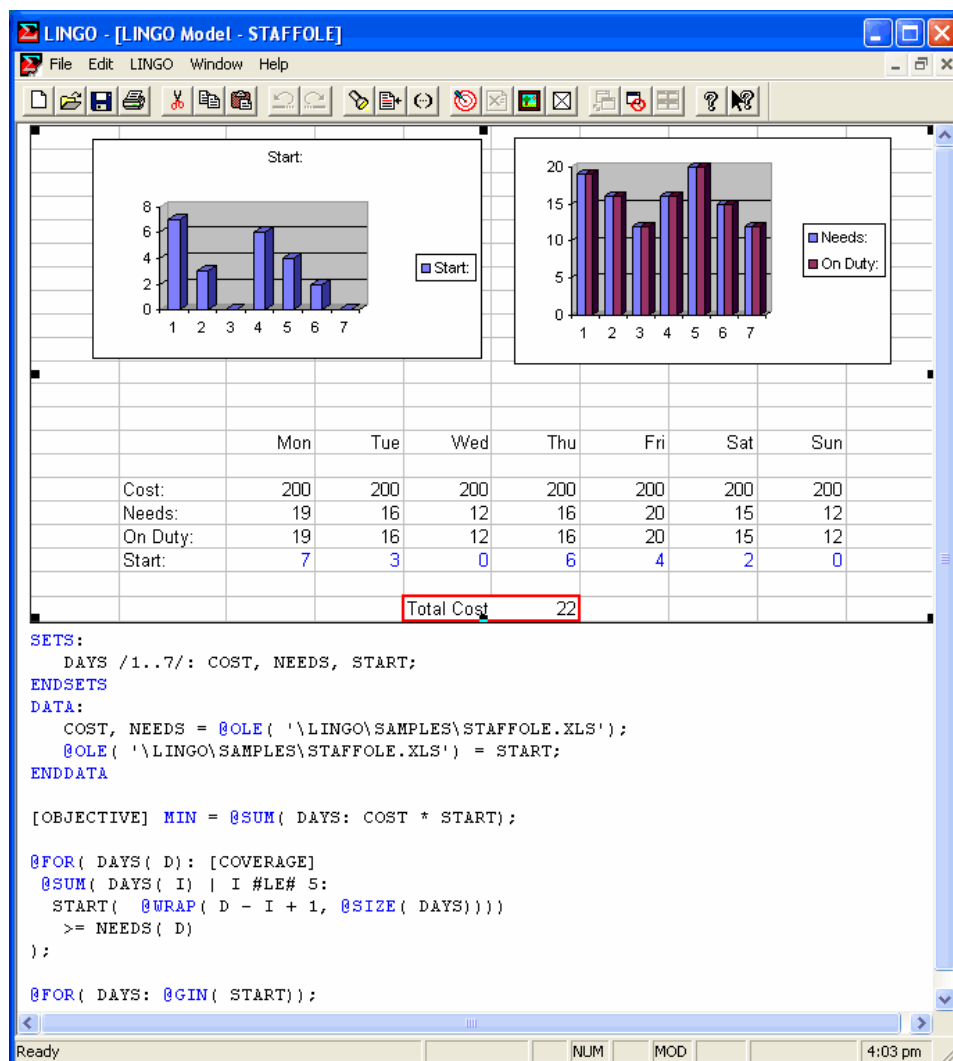 LINGO - [LINGO Model - STAFFOLE]
File Edit LINGO Window Help
Start:
8
6
4
2
0
1 2 3 4 5 6 7
Start:
20
15
10
5
0
1 2 3 4 5 6 7
Needs:
On Duty:
Mon Tue Wed Thu Fri Sat Sun
Cost: 200 200 200 200 200 200 200
Needs: 19 16 12 16 20 15 12
On Duty: 19 16 12 16 20 15 12
Start: 7 3 0 6 4 2 0
Total Cost 22
SETS:
DAYS /1..7/: COST, NEEDS, START;
ENDSETS
DATA:
COST, NEEDS = @OLE( '\LINGO\SAMPLES\STAFFOLE.XLS');
@OLE( '\LINGO\SAMPLES\STAFFOLE.XLS') = START;
ENDDATA
[OBJECTIVE] MIN = @SUM( DAYS: COST * START);
@FOR( DAYS( D): [COVERAGE]
@SUM( DAYS( I) | I #LE# 5:
START( @WRAP( D - I + 1, @SIZE( DAYS))))
>= NEEDS( D)
);
@FOR( DAYS: @GIN( START));
Ready NUM MOD 4:03 pm